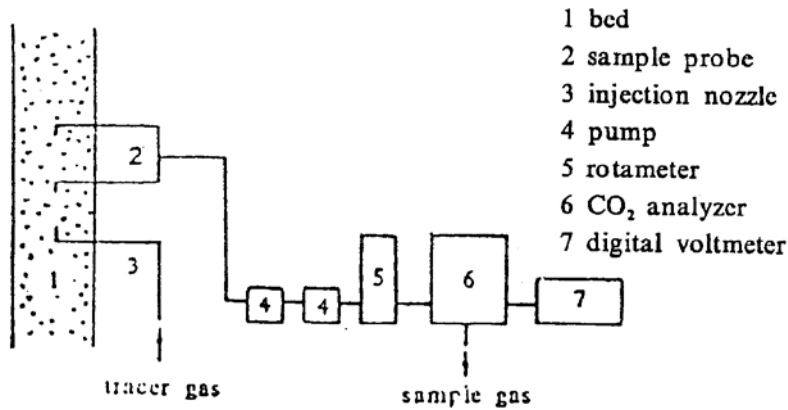 1 bed
2 sample probe
3 injection nozzle
4 pump
5 rotameter
6 CO₂ analyzer
7 digital voltmeter
2
3
1
4
4
5
6
7
tracer gas
sample gas